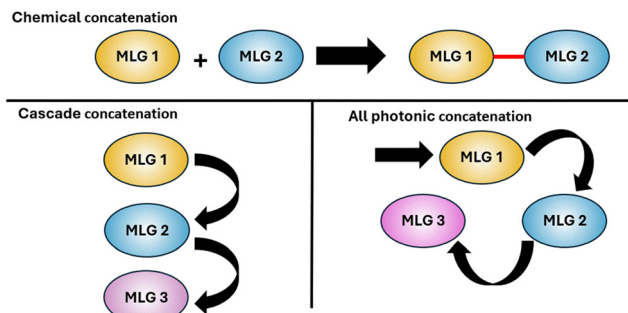 Chemical concatenation
MLG 1 + MLG 2 MLG 1 MLG 2
Cascade concatenation
MLG 1
MLG 2
MLG 3
All photonic concatenation
MLG 1
MLG 3 MLG 2